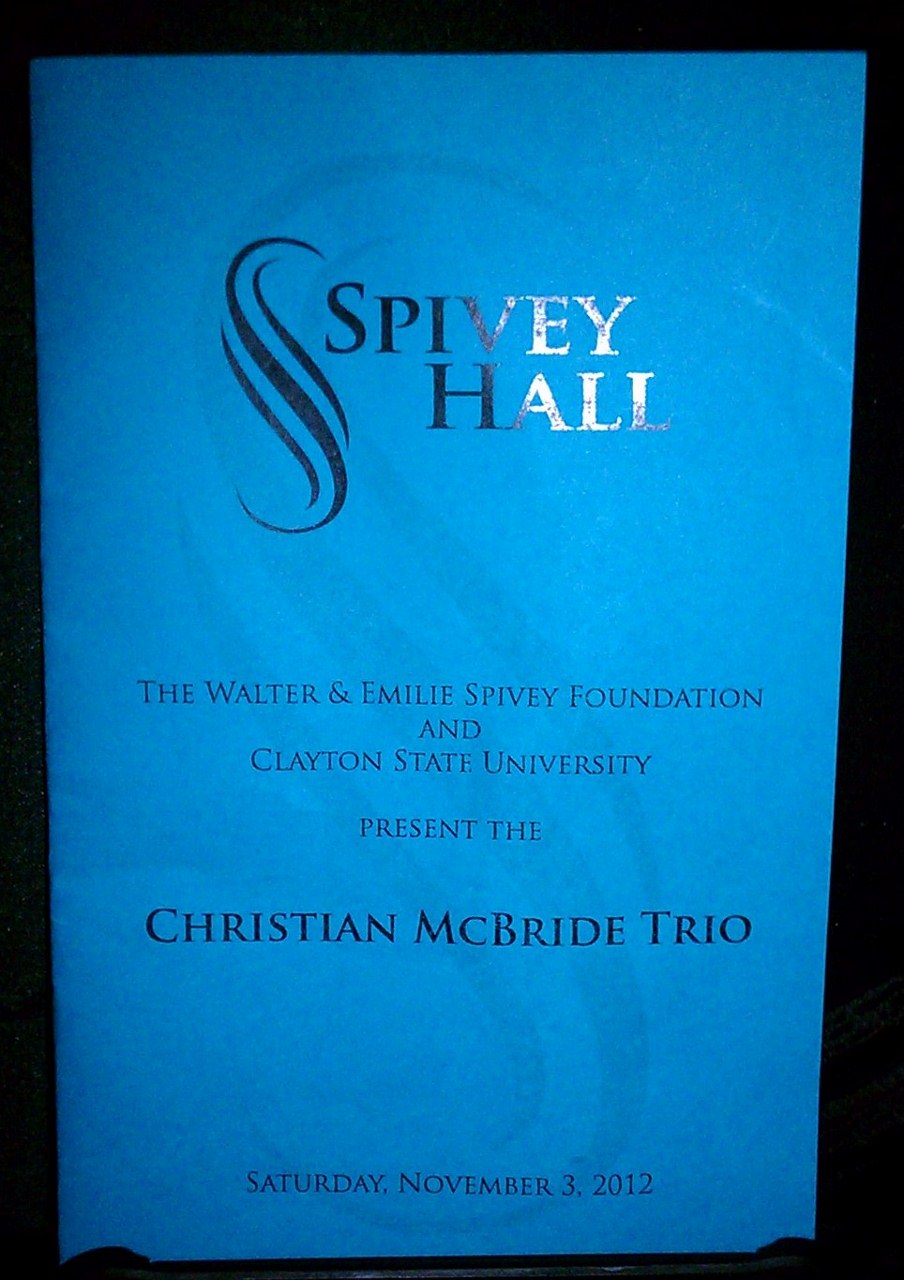 SPIVEY
HALL
THE WALTER & EMILIE SPIVEY FOUNDATION
AND
CLAYTON STATE UNIVERSITY
PRESENT THE
CHRISTIAN MCBRIDE TRIO
SATURDAY, NOVEMBER 3, 2012